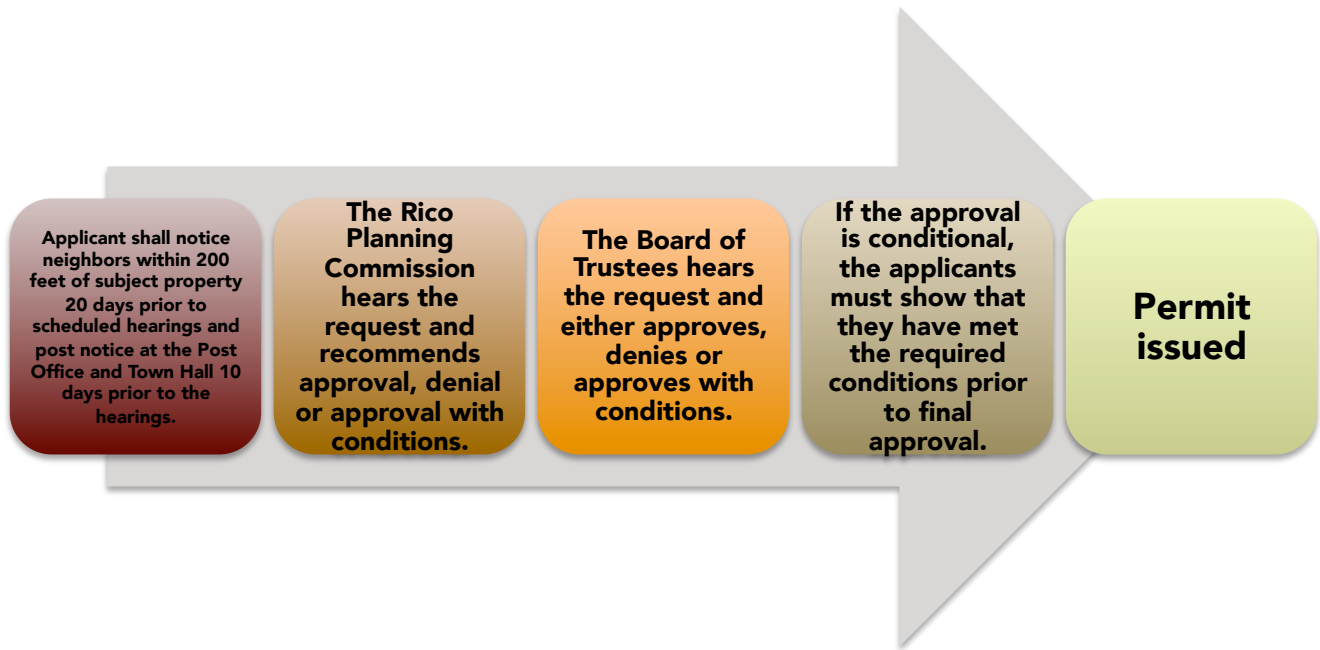 Applicant shall notice
neighbors within 200
feet of subject property
20 days prior to
scheduled hearings and
post notice at the Post
Office and Town Hall 10
days prior to the
hearings.
The Rico
Planning
Commission
hears the
request and
recommends
approval, denial
or approval with
conditions.
The Board of
Trustees hears
the request and
either approves,
denies or
approves with
conditions.
If the approval
is conditional,
the applicants
must show that
they have met
the required
conditions prior
to final
approval.
Permit
issued